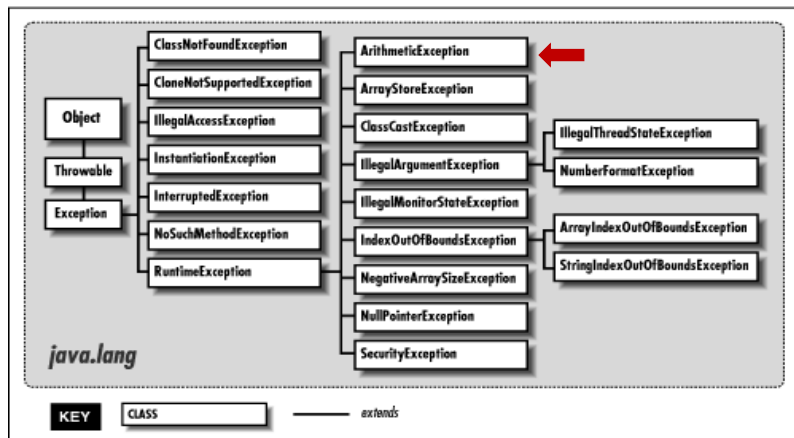 Object
Throwable
Exception
ClassNotFoundException
CloneNotSupportedException
IllegalAccessException
InstantiationException
InterruptedException
NoSuchMethodException
RuntimeException
ArithmeticException
ArrayStoreException
ClassCastException
IllegalArgumentException
IllegalMonitorStateException
IndexOutOfBoundsException
NegativeArraySizeException
NullPointerException
SecurityException
IllegalThreadStateException
NumberFormatException
ArrayIndexOutOfBoundsException
StringIndexOutOfBoundsException
java.lang
KEY CLASS extends